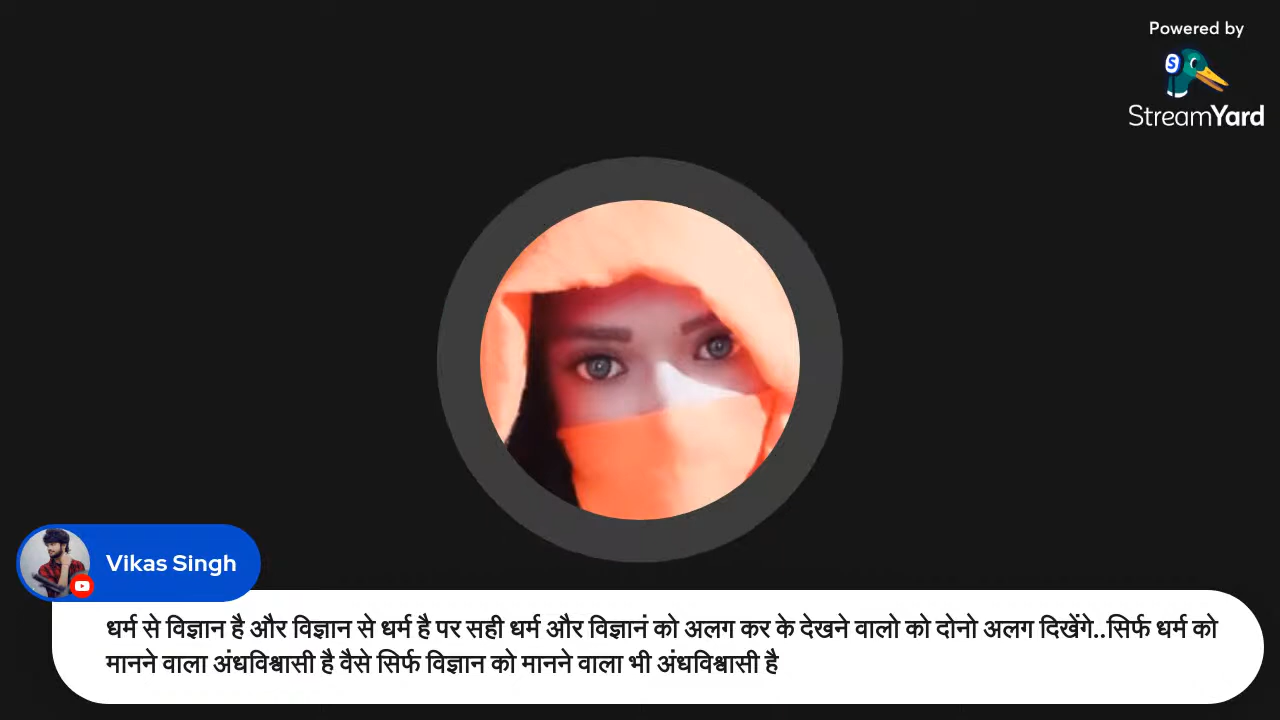 Powered by
S
StreamYard
Vikas Singh
धर्म से विज्ञान है और विज्ञान से धर्म है पर सही धर्म और विज्ञानं को अलग कर के देखने वालो को दोनो अलग दिखेंगे..सिर्फ धर्म को
मानने वाला अंधविश्वासी है वैसे सिर्फ विज्ञान को मानने वाला भी अंधविश्वासी है